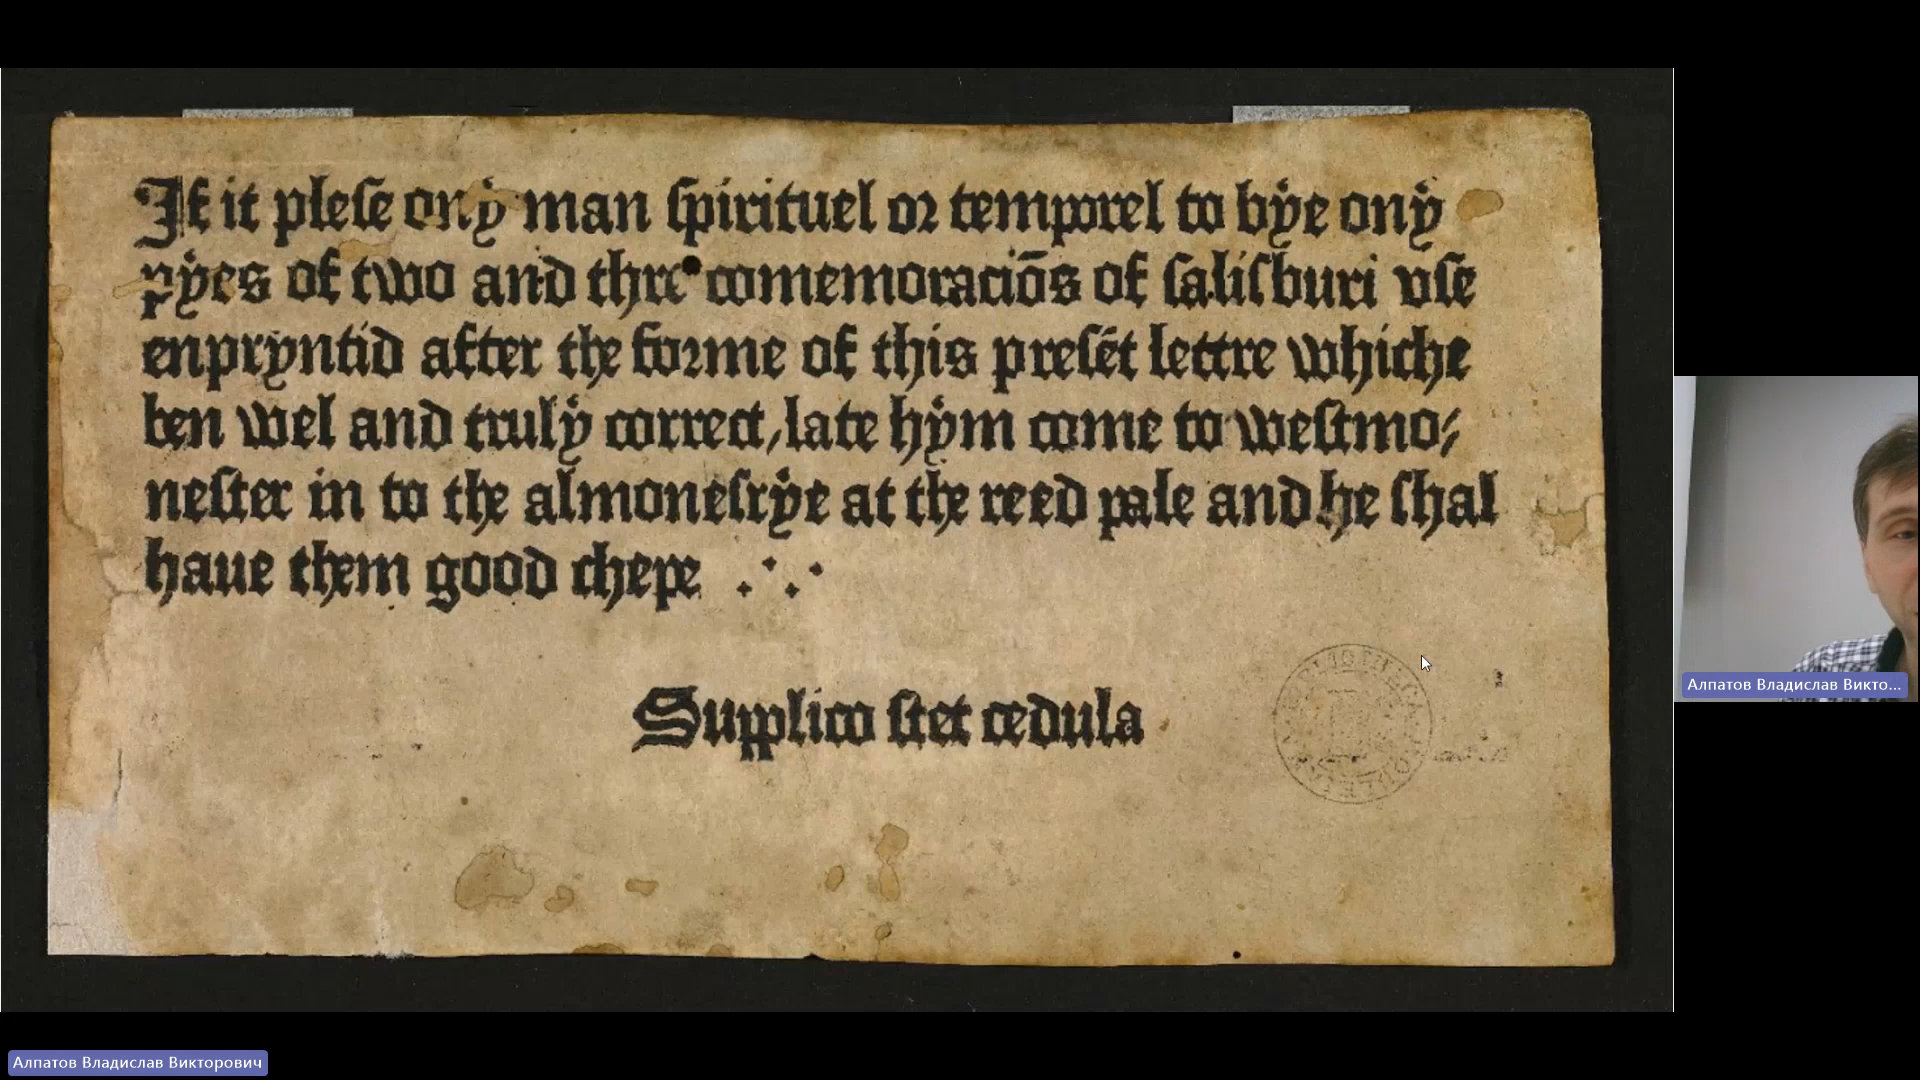 If it plese ony man spirituel or temporel to bye ony
pyes of two and thre comemoraciōs of salisburi vse
enpryntid after the forme of this presēt lettre whiche
ben wel and truly correct, late hym come to westmo-
nester in to the almonesrye at the reed pale and he shal
haue them good chepe
Supplico stet cedula
Алпатов Владислав Викто...
Алпатов Владислав Викторович